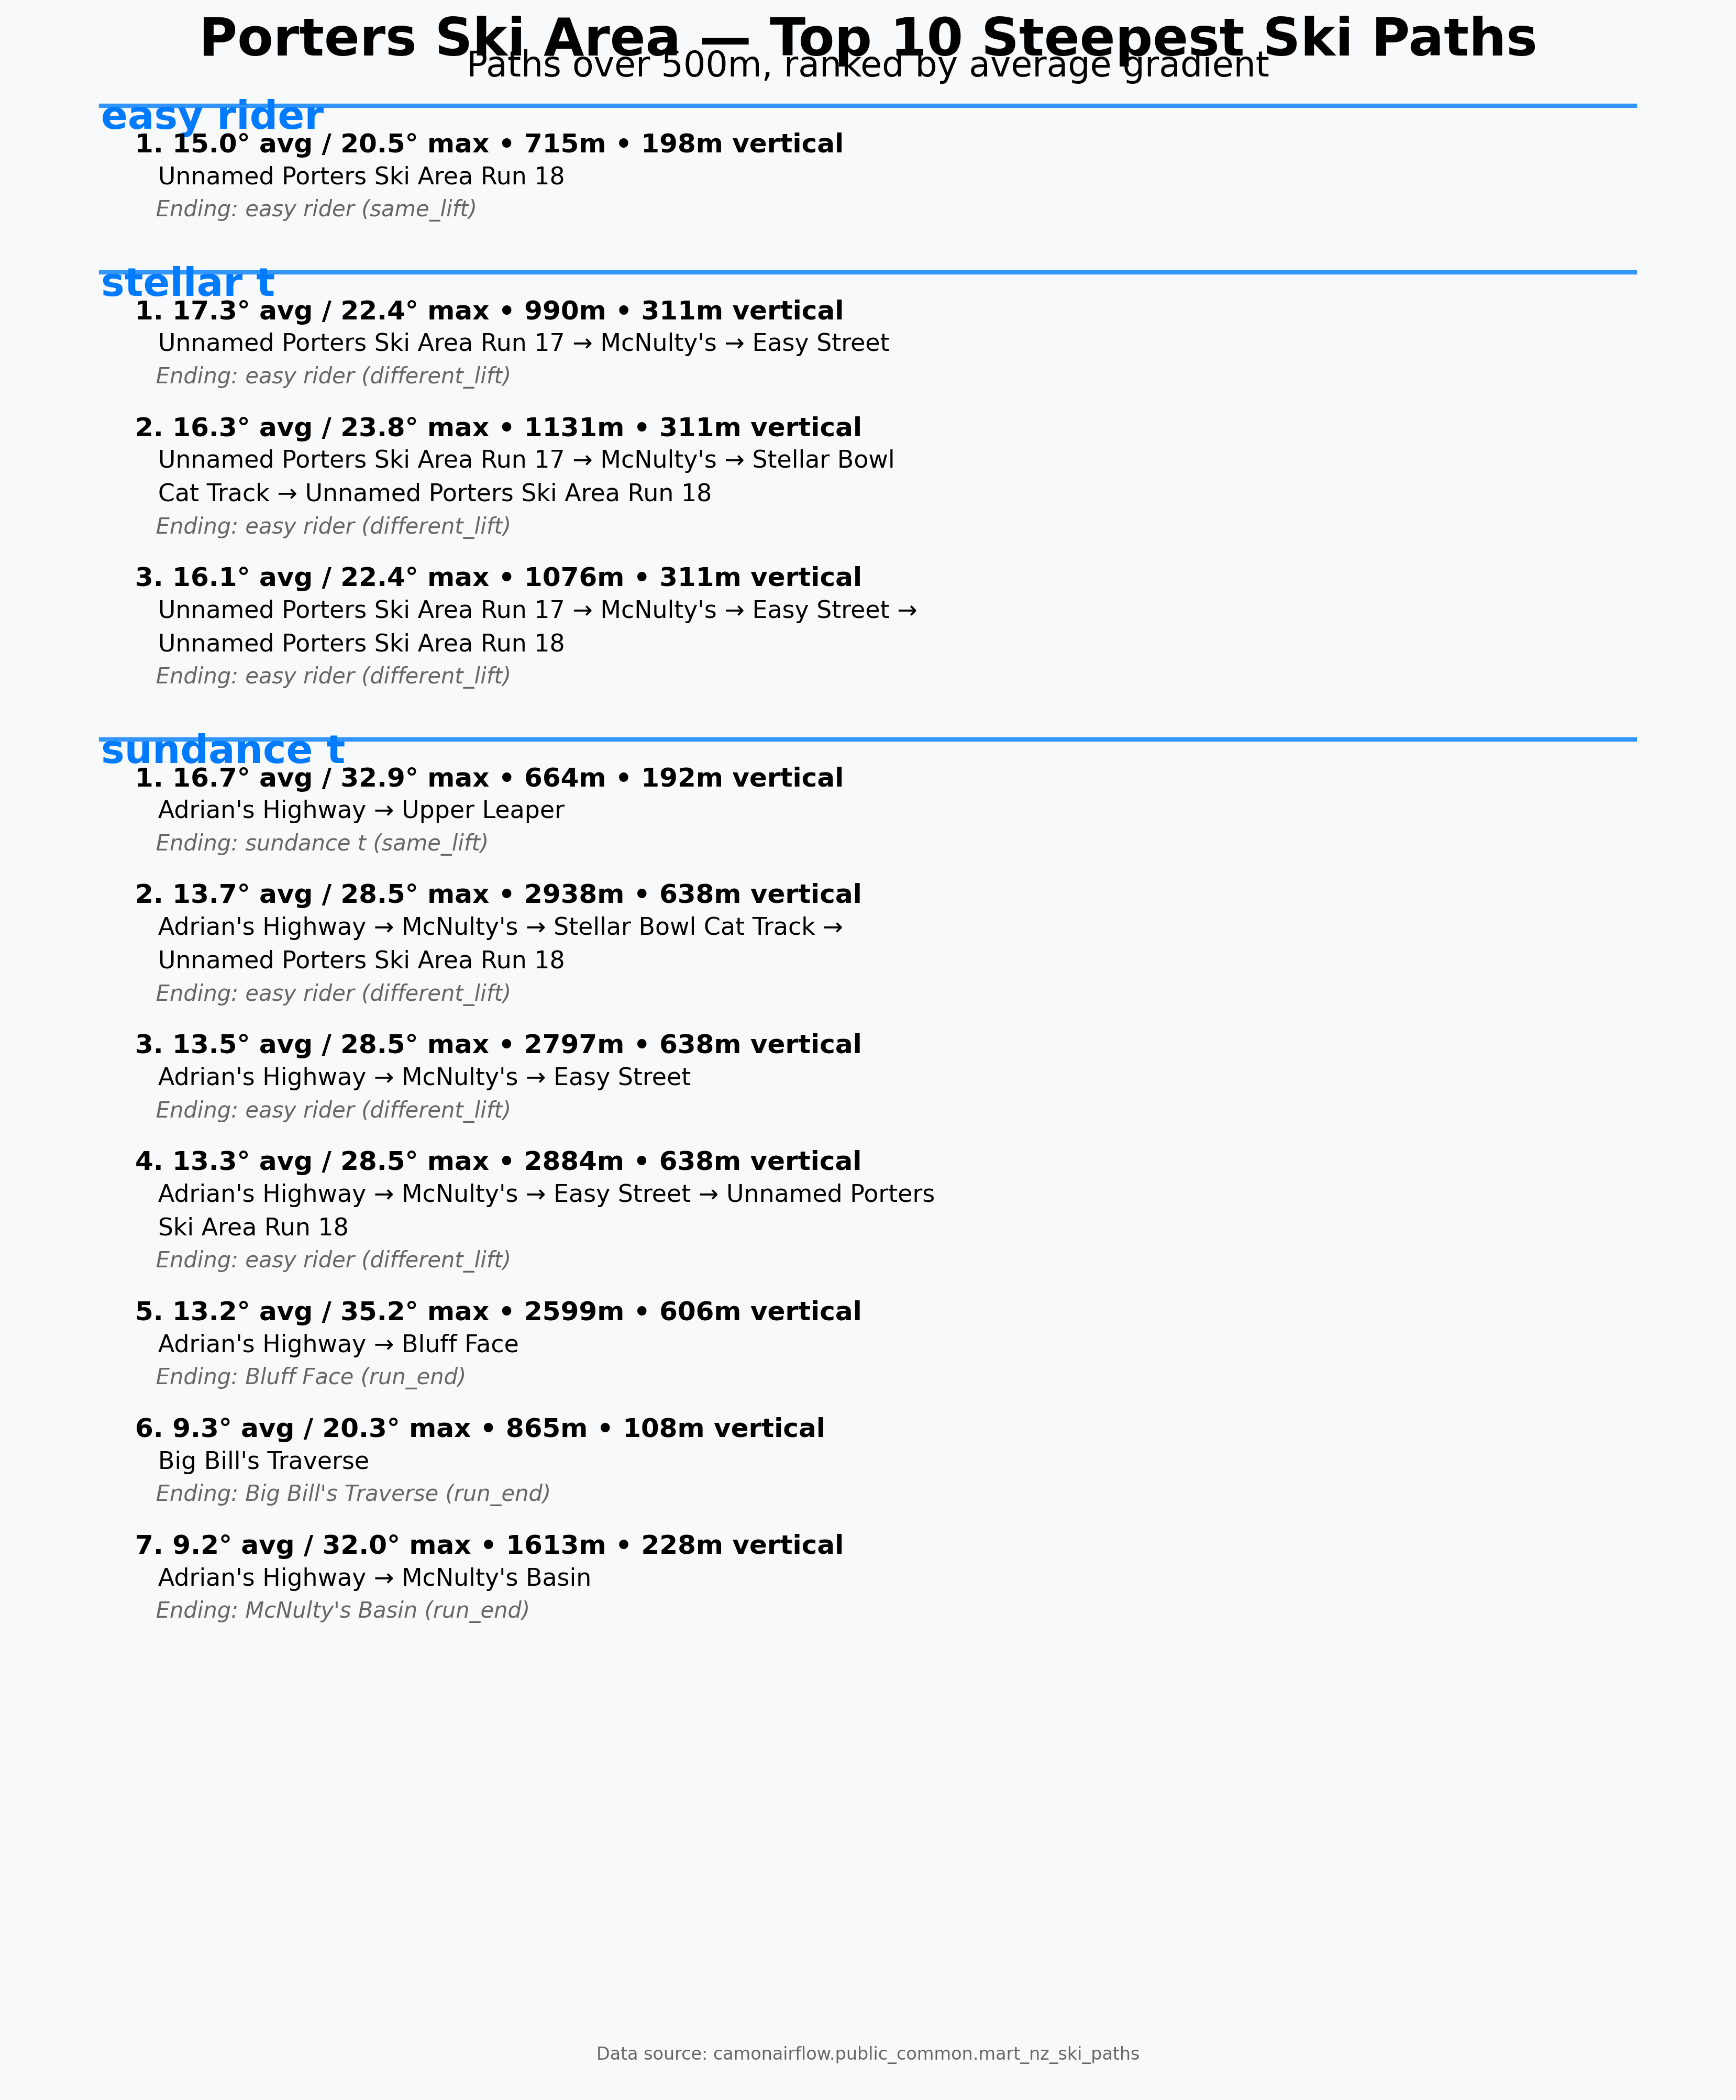 Porters Ski Area — Top 10 Steepest Ski Paths
Paths over 500m, ranked by average gradient
easy rider
1. 15.0° avg / 20.5° max • 715m • 198m vertical
Unnamed Porters Ski Area Run 18
Ending: easy rider (same_lift)
stellar t
1. 17.3° avg / 22.4° max • 990m • 311m vertical
Unnamed Porters Ski Area Run 17 → McNulty's → Easy Street
Ending: easy rider (different_lift)
2. 16.3° avg / 23.8° max • 1131m • 311m vertical
Unnamed Porters Ski Area Run 17 → McNulty's → Stellar Bowl
Cat Track → Unnamed Porters Ski Area Run 18
Ending: easy rider (different_lift)
3. 16.1° avg / 22.4° max • 1076m • 311m vertical
Unnamed Porters Ski Area Run 17 → McNulty's → Easy Street →
Unnamed Porters Ski Area Run 18
Ending: easy rider (different_lift)
sundance t
1. 16.7° avg / 32.9° max • 664m • 192m vertical
Adrian's Highway → Upper Leaper
Ending: sundance t (same_lift)
2. 13.7° avg / 28.5° max • 2938m • 638m vertical
Adrian's Highway → McNulty's → Stellar Bowl Cat Track →
Unnamed Porters Ski Area Run 18
Ending: easy rider (different_lift)
3. 13.5° avg / 28.5° max • 2797m • 638m vertical
Adrian's Highway → McNulty's → Easy Street
Ending: easy rider (different_lift)
4. 13.3° avg / 28.5° max • 2884m • 638m vertical
Adrian's Highway → McNulty's → Easy Street → Unnamed Porters
Ski Area Run 18
Ending: easy rider (different_lift)
5. 13.2° avg / 35.2° max • 2599m • 606m vertical
Adrian's Highway → Bluff Face
Ending: Bluff Face (run_end)
6. 9.3° avg / 20.3° max • 865m • 108m vertical
Big Bill's Traverse
Ending: Big Bill's Traverse (run_end)
7. 9.2° avg / 32.0° max • 1613m • 228m vertical
Adrian's Highway → McNulty's Basin
Ending: McNulty's Basin (run_end)
Data source: camonairflow.public_common.mart_nz_ski_paths